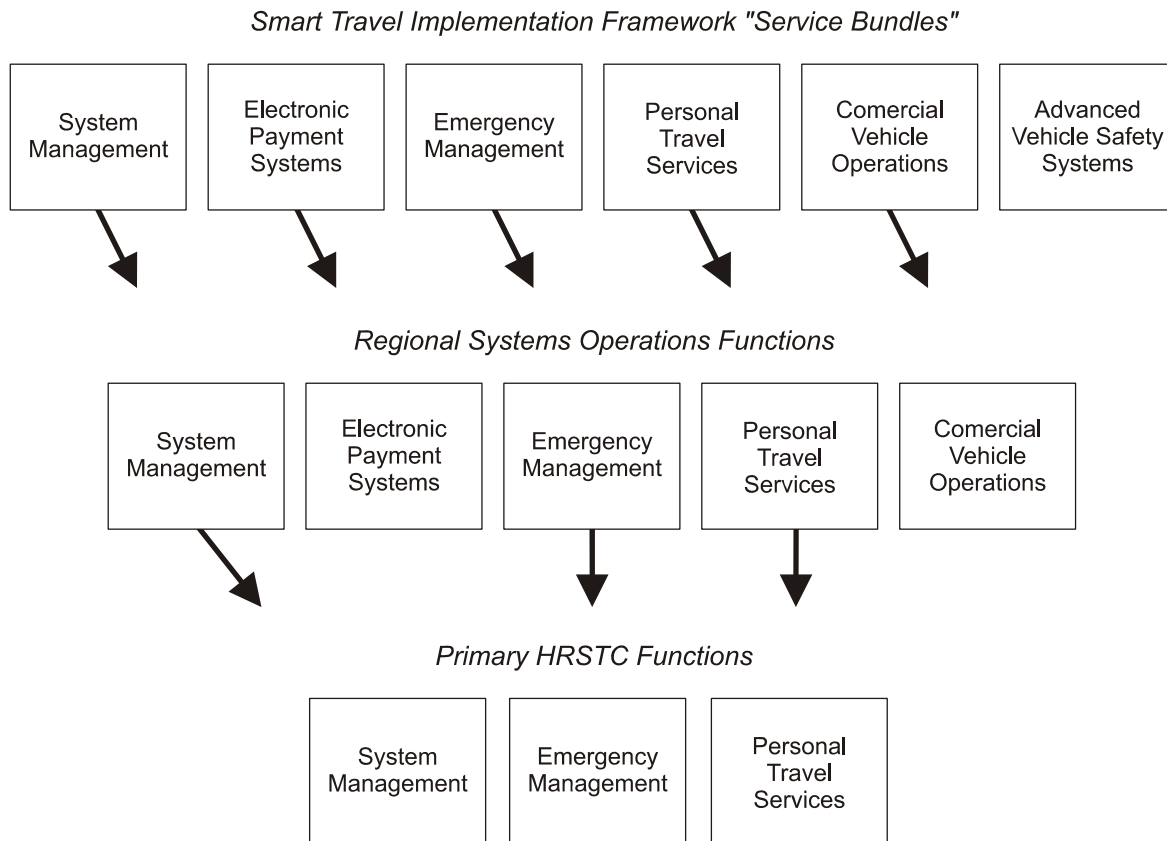 Smart Travel Implementation Framework "Service Bundles"
System
Management
Electronic
Payment
Systems
Emergency
Management
Personal
Travel
Services
Comercial
Vehicle
Operations
Advanced
Vehicle Safety
Systems
Regional Systems Operations Functions
System
Management
Electronic
Payment
Systems
Emergency
Management
Personal
Travel
Services
Comercial
Vehicle
Operations
Primary HRSTC Functions
System
Management
Emergency
Management
Personal
Travel
Services